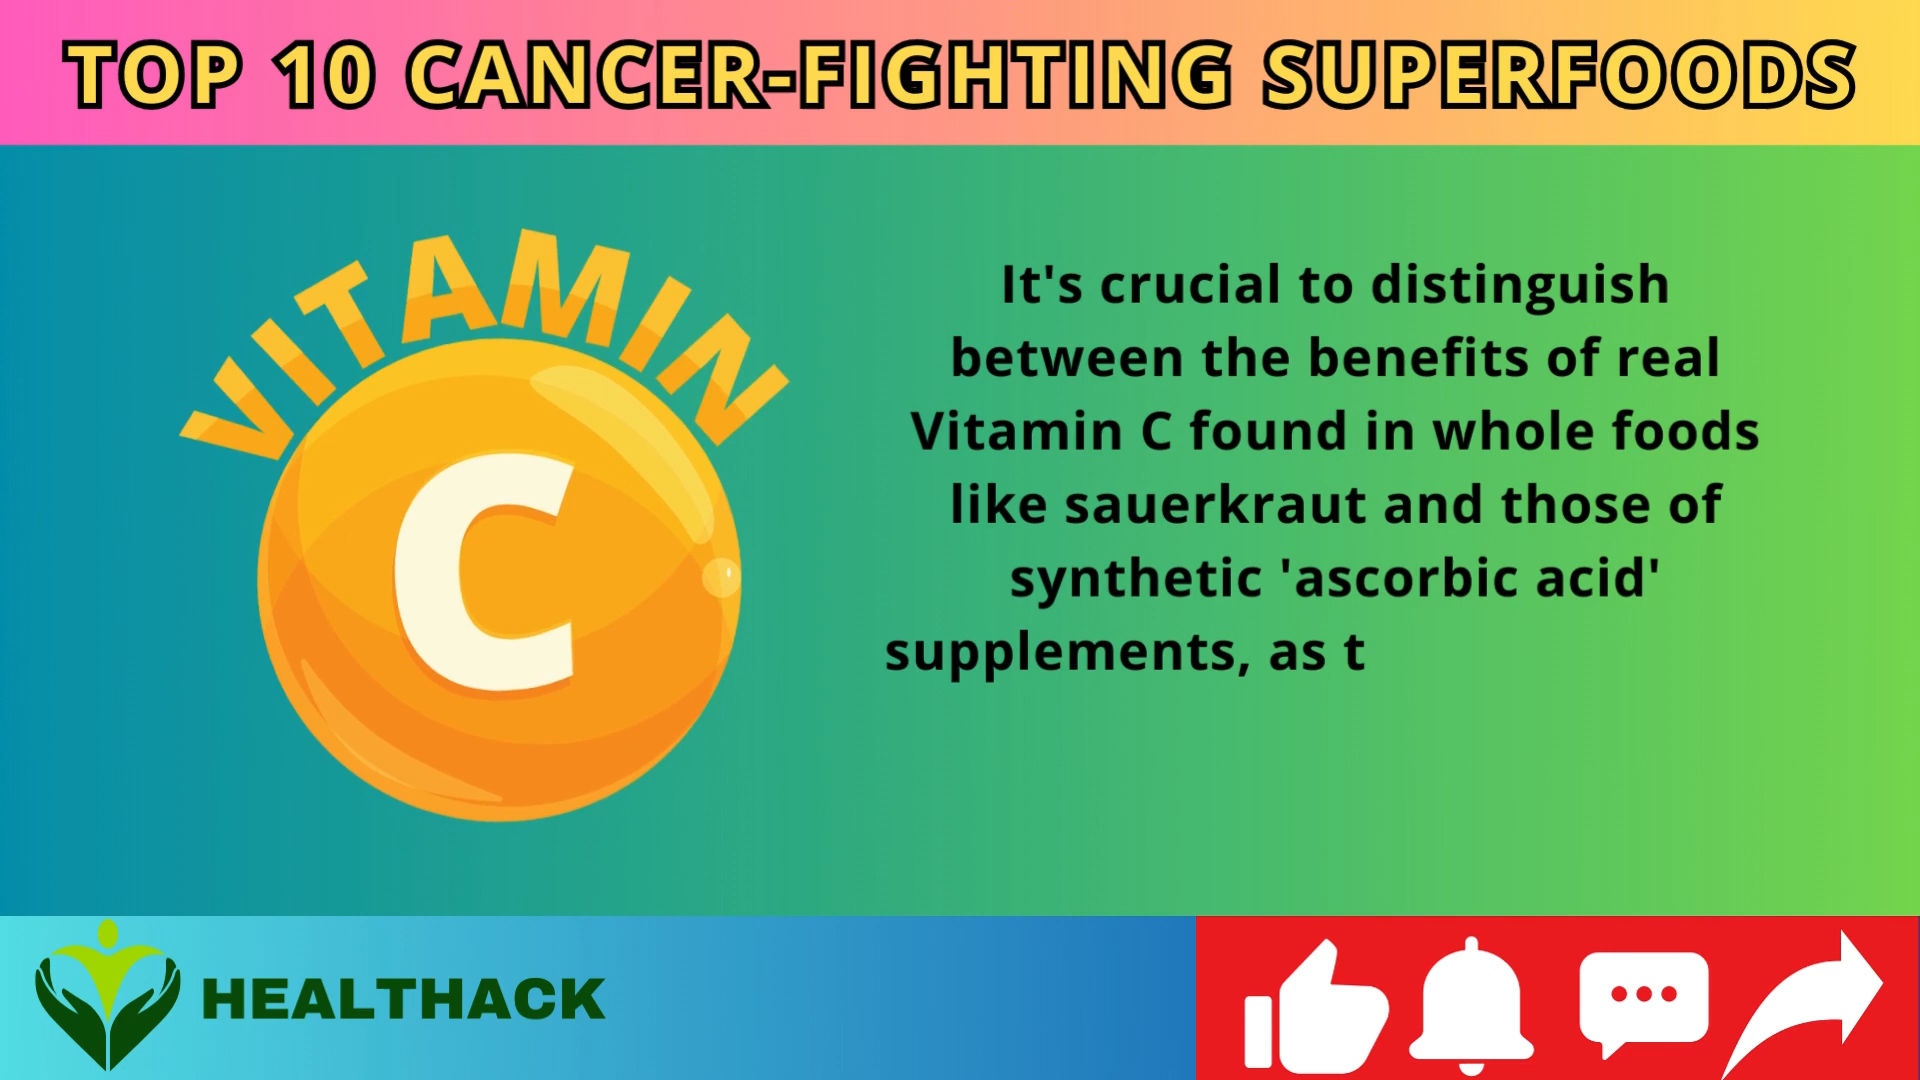 TOP 10 CANCER-FIGHTING SUPERFOODS
VITAMIN
C
It's crucial to distinguish
between the benefits of real
Vitamin C found in whole foods
like sauerkraut and those of
synthetic 'ascorbic acid'
supplements, as t
HEALTHACK